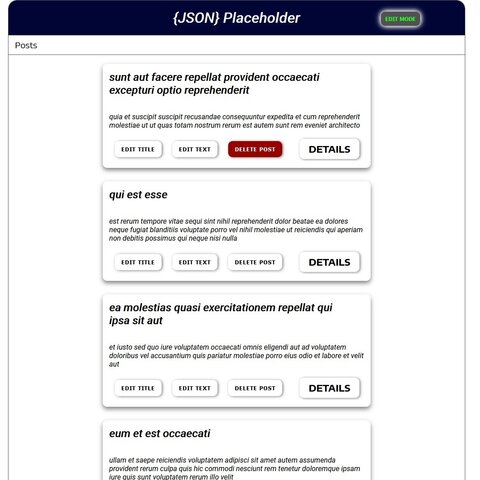 {JSON} Placeholder
EDIT MODE
Posts
sunt aut facere repellat provident occaecati
excepturi optio reprehenderit
quia et suscipit suscipit recusandae consequuntur expedita et cum reprehenderit
molestiae ut ut quas totam nostrum rerum est autem sunt rem eveniet architecto
EDIT TITLE EDIT TEXT DELETE POST DETAILS
qui est esse
est rerum tempore vitae sequi sint nihil reprehenderit dolor beatae ea dolores
neque fugiat blanditiis voluptate porro vel nihil molestiae ut reiciendis qui aperiam
non debitis possimus qui neque nisi nulla
EDIT TITLE EDIT TEXT DELETE POST DETAILS
ea molestias quasi exercitationem repellat qui
ipsa sit aut
et iusto sed quo iure voluptatem occaecati omnis eligendi aut ad voluptatem
doloribus vel accusantium quis pariatur molestiae porro eius odio et labore et velit
aut
EDIT TITLE EDIT TEXT DELETE POST DETAILS
eum et est occaecati
ullam et saepe reiciendis voluptatem adipisci sit amet autem assumenda
provident rerum culpa quis hic commodi nesciunt rem tenetur doloremque ipsam
iure quis sunt voluptatem rerum illo velit